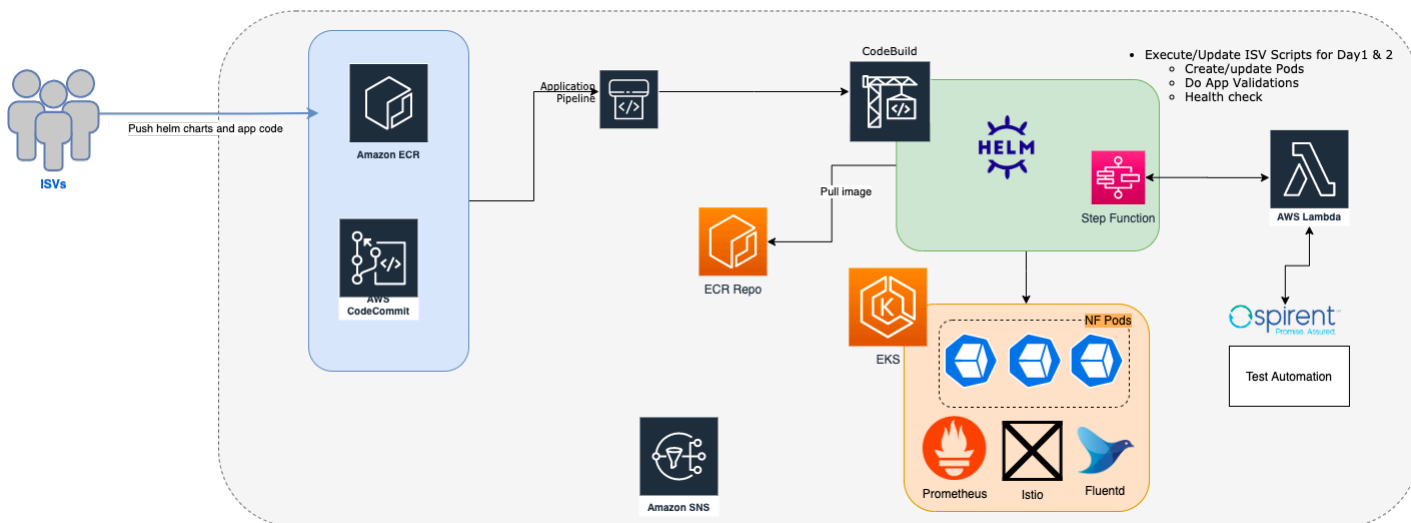 CodeBuild
Execute/Update ISV Scripts for Day1 & 2
Create/update Pods
Do App Validations
Health check
Application
Pipeline
Push helm charts and app code
ISVs
Amazon ECR
HELM
Pull image
Step Function
AWS Lambda
AWS
CodeCommit
ECR Repo
EKS
NF Pods
spirent™
Promise. Assured.
Test Automation
Amazon SNS
Prometheus
Istio
Fluentd